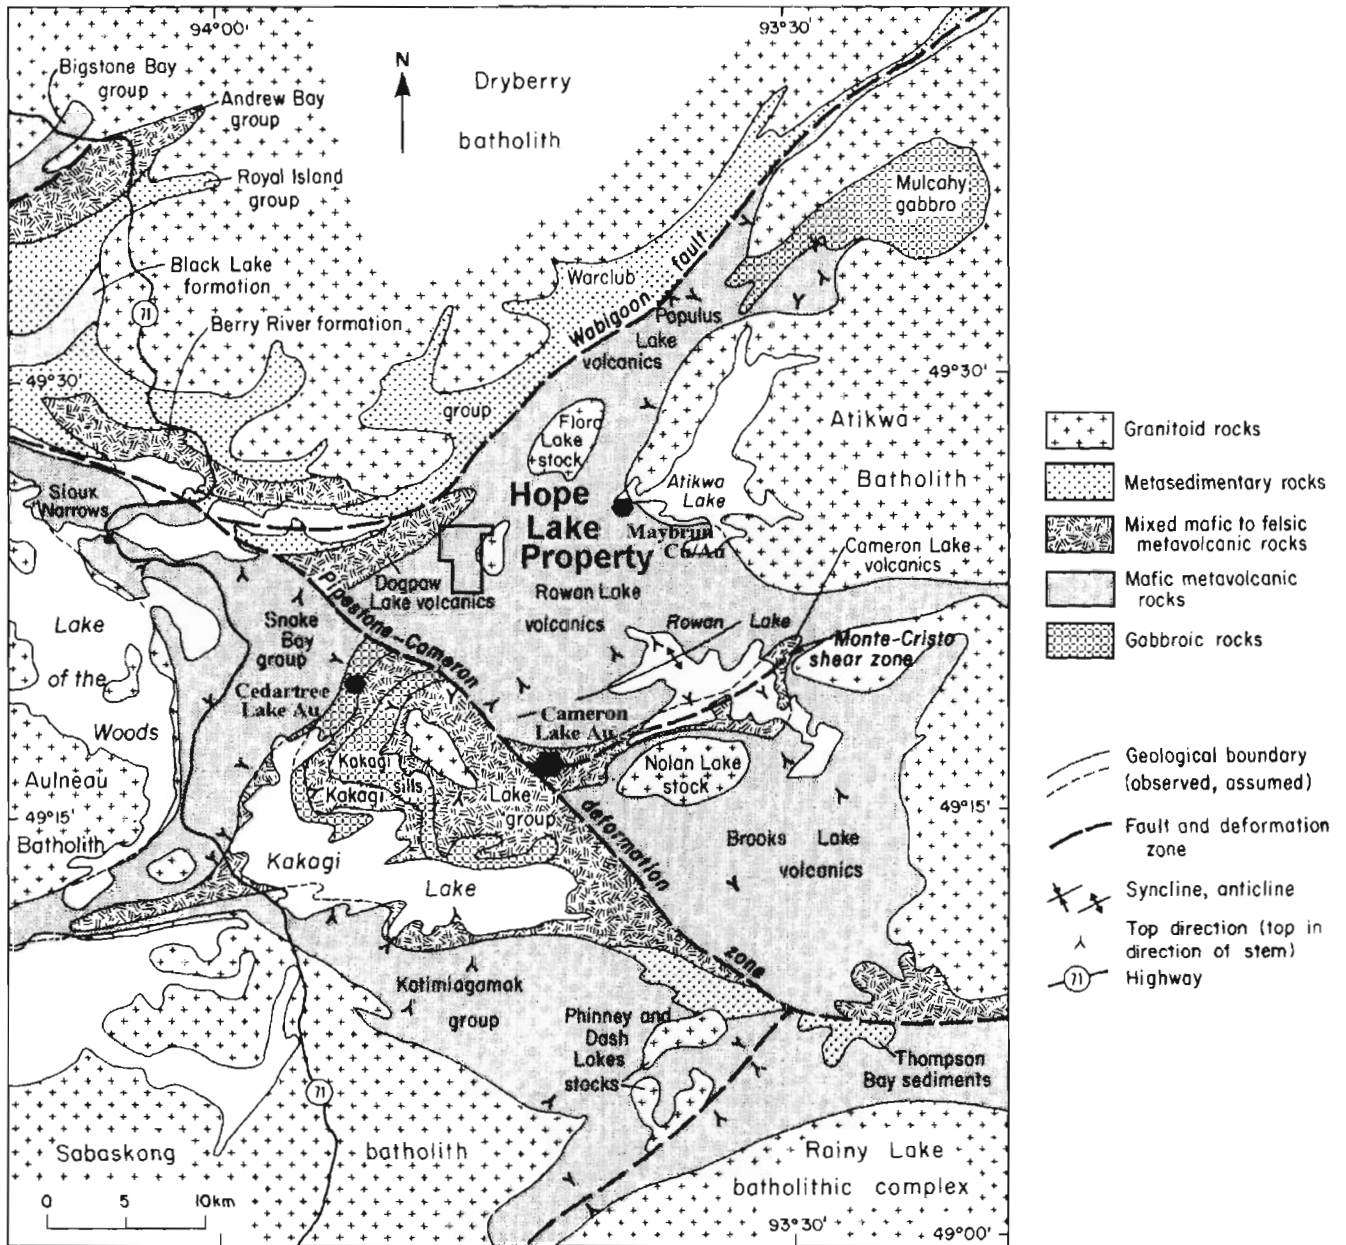 94°00'
93°30'
Bigstone Bay
group
Andrew Bay
group
N
Dryberry
batholith
Royal Island
group
Mulcahy
gabbro
Black Lake
formation
71
Warclub
Wabigoon fault
Berry River formation
Populus
Lake
volcanics
49°30'
49°30'
group
Flora
Lake
stock
Atikwa
Batholith
Sioux
Narrows
Hope
Lake
Property
Atikwa
Lake
Maybrun
Cu/Au
Cameron Lake
volcanics
Dogpaw
Lake volcanics
Rowan Lake
volcanics
Pipestone-Cameron
Lake
of the
Woods
Snake
Bay
group
Rowan Lake
Monte-Cristo
shear zone
Cedartree
Lake Au
Cameron
Lake Au
Aulneau
Batholith
Kakagi
sills
Kakagi
Lake
group
Nolan Lake
stock
49°15'
49°15'
deformation
Brooks Lake
volcanics
Kakagi
Lake
zone
Katimiagamak
group
Phinney and
Dash
Lakes
stocks
Thompson
Bay sediments
71
Sabaskong
batholith
Rainy Lake
batholithic complex
0 5 10km
93°30'
49°00'
Granitoid rocks
Metasedimentary rocks
Mixed mafic to felsic
metavolcanic rocks
Mafic metavolcanic
rocks
Gabbroic rocks
Geological boundary
(observed, assumed)
Fault and deformation
zone
Syncline, anticline
Top direction (top in
direction of stem)
71
Highway